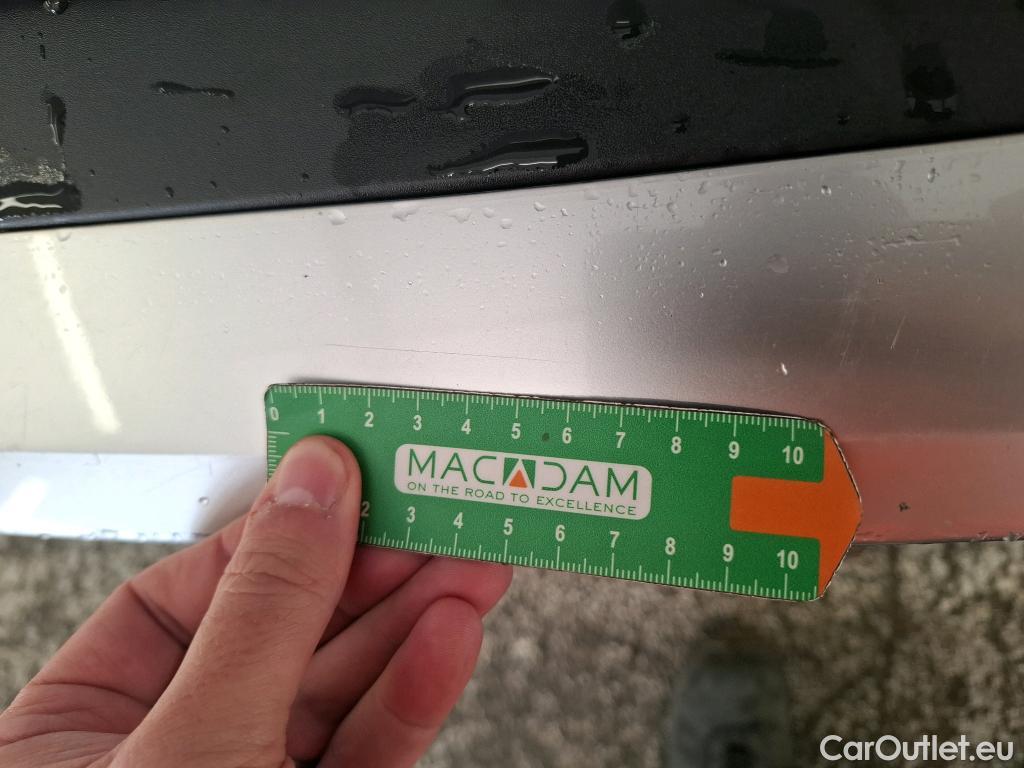 0 1 2 3 4 5 6 7 8 9 10
MACADAM
ON THE ROAD TO EXCELLENCE
2 3 4 5 6 7 8 9 10
CarOutlet.eu